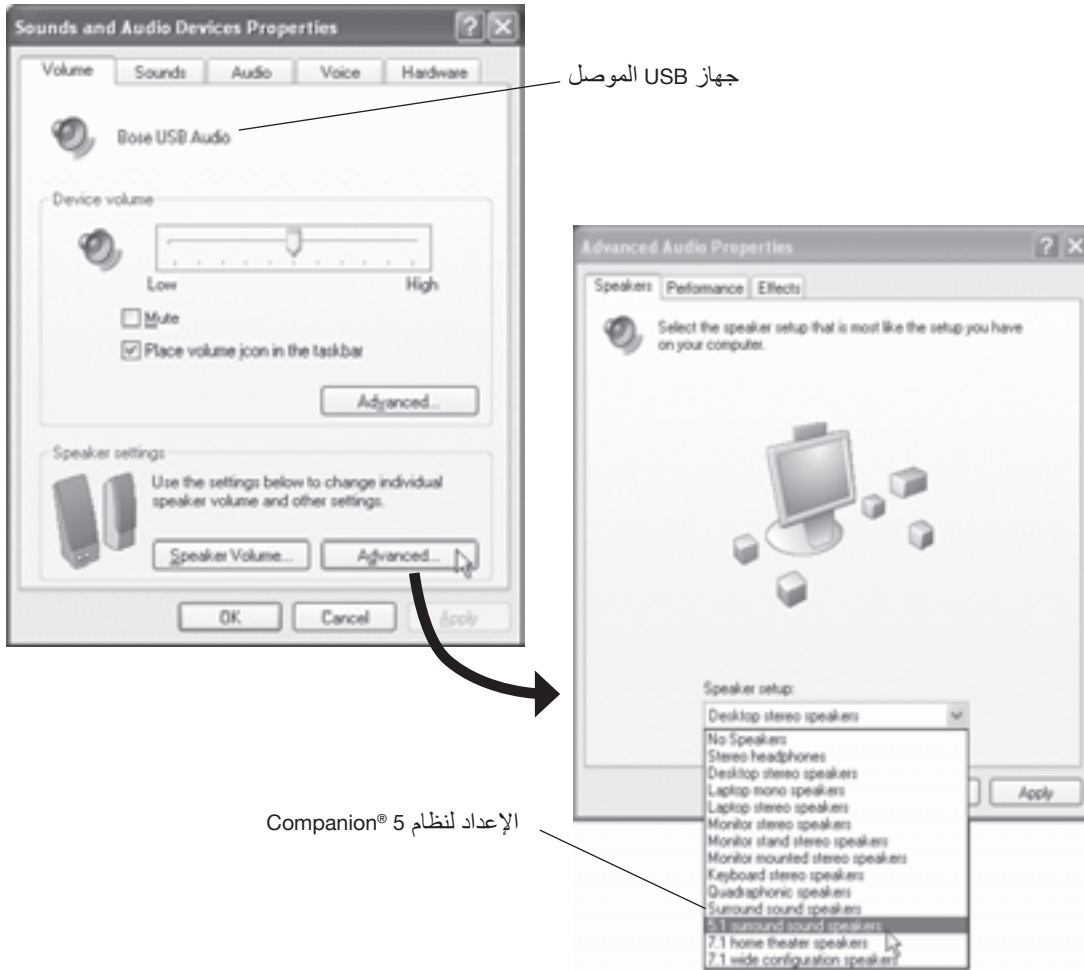 Sounds and Audio Devices Properties
Volume
Sounds
Audio
Voice
Hardware
جهاز USB الموصل
Bose USB Audio
Device volume
Low
High
Mute
Place volume icon in the taskbar
Advanced...
Speaker settings
Use the settings below to change individual
speaker volume and other settings.
Speaker Volume...
Advanced...
OK
Cancel
Apply
Advanced Audio Properties
Speakers
Performance
Effects
Select the speaker setup that is most like the setup you have
on your computer.
Speaker setup:
Desktop stereo speakers
No Speakers
Stereo headphones
Desktop stereo speakers
Laptop mono speakers
Laptop stereo speakers
Monitor stereo speakers
Monitor stand stereo speakers
Monitor mounted stereo speakers
Keyboard stereo speakers
Quadraphonic speakers
Surround sound speakers
5.1 surround sound speakers
7.1 home theater speakers
7.1 wide configuration speakers
Apply
الإعداد لنظام Companion® 5